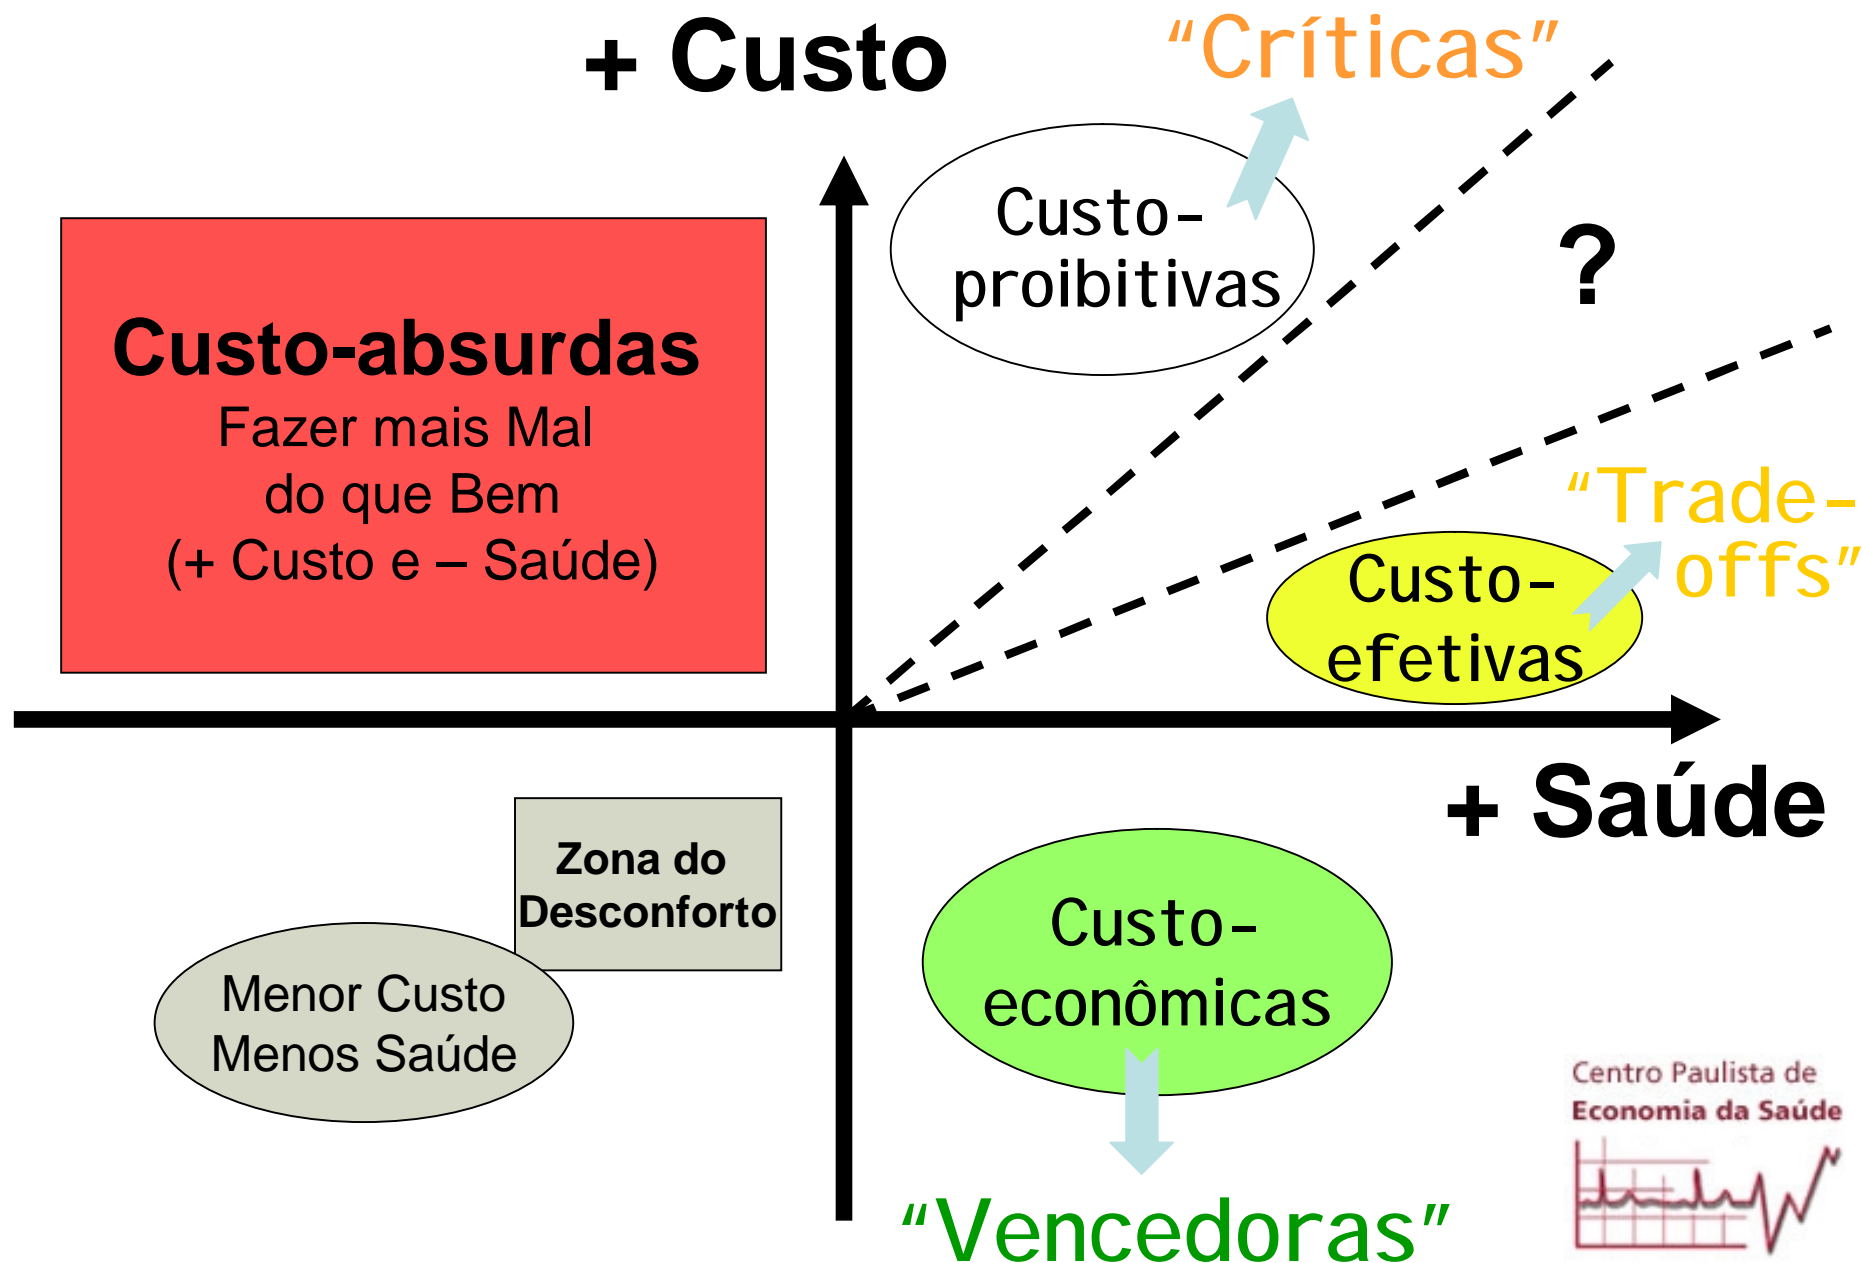 + Custo
“Críticas”
Custo-
proibitivas
?
Custo-absurdas
Fazer mais Mal
do que Bem
(+ Custo e – Saúde)
“Trade-
offs”
Custo-
efetivas
+ Saúde
Zona do
Desconforto
Menor Custo
Menos Saúde
Custo-
econômicas
“Vencedoras”
Centro Paulista de
Economia da Saúde